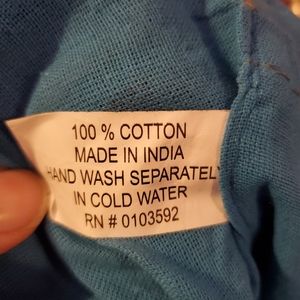 100 % COTTON
MADE IN INDIA
HAND WASH SEPARATELY
IN COLD WATER
RN # 0103592